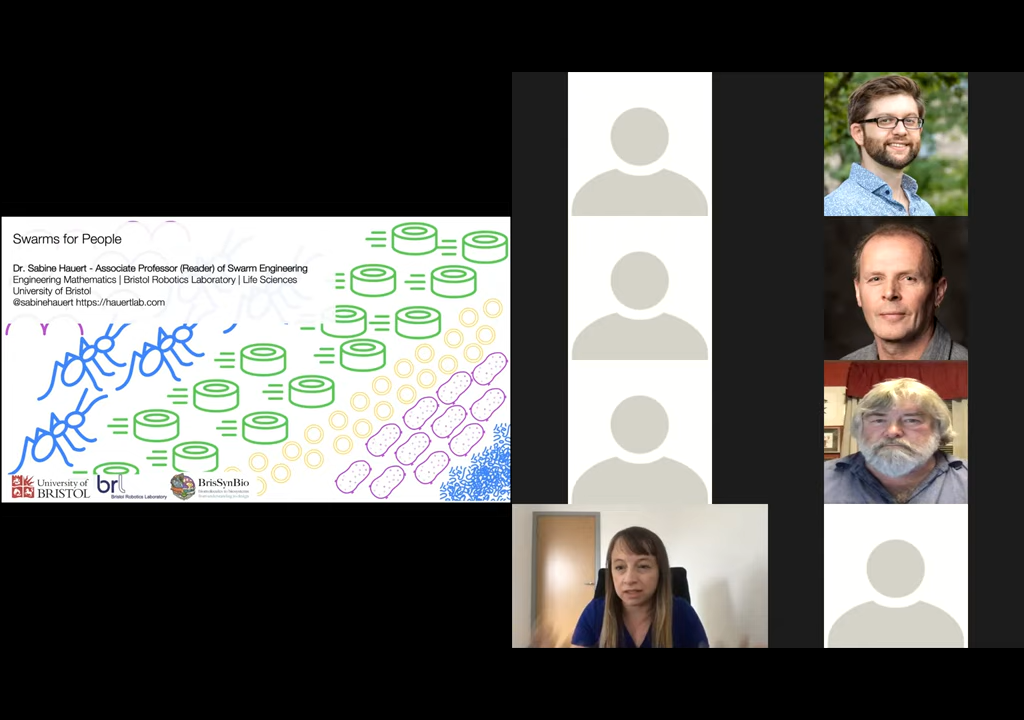 Swarms for People
Dr. Sabine Hauert - Associate Professor (Reader) of Swarm Engineering
Engineering Mathematics | Bristol Robotics Laboratory | Life Sciences
University of Bristol
@sabinehauert https://hauertlab.com
University of
BRISTOL
brl
Bristol Robotics Laboratory
BrisSynBio